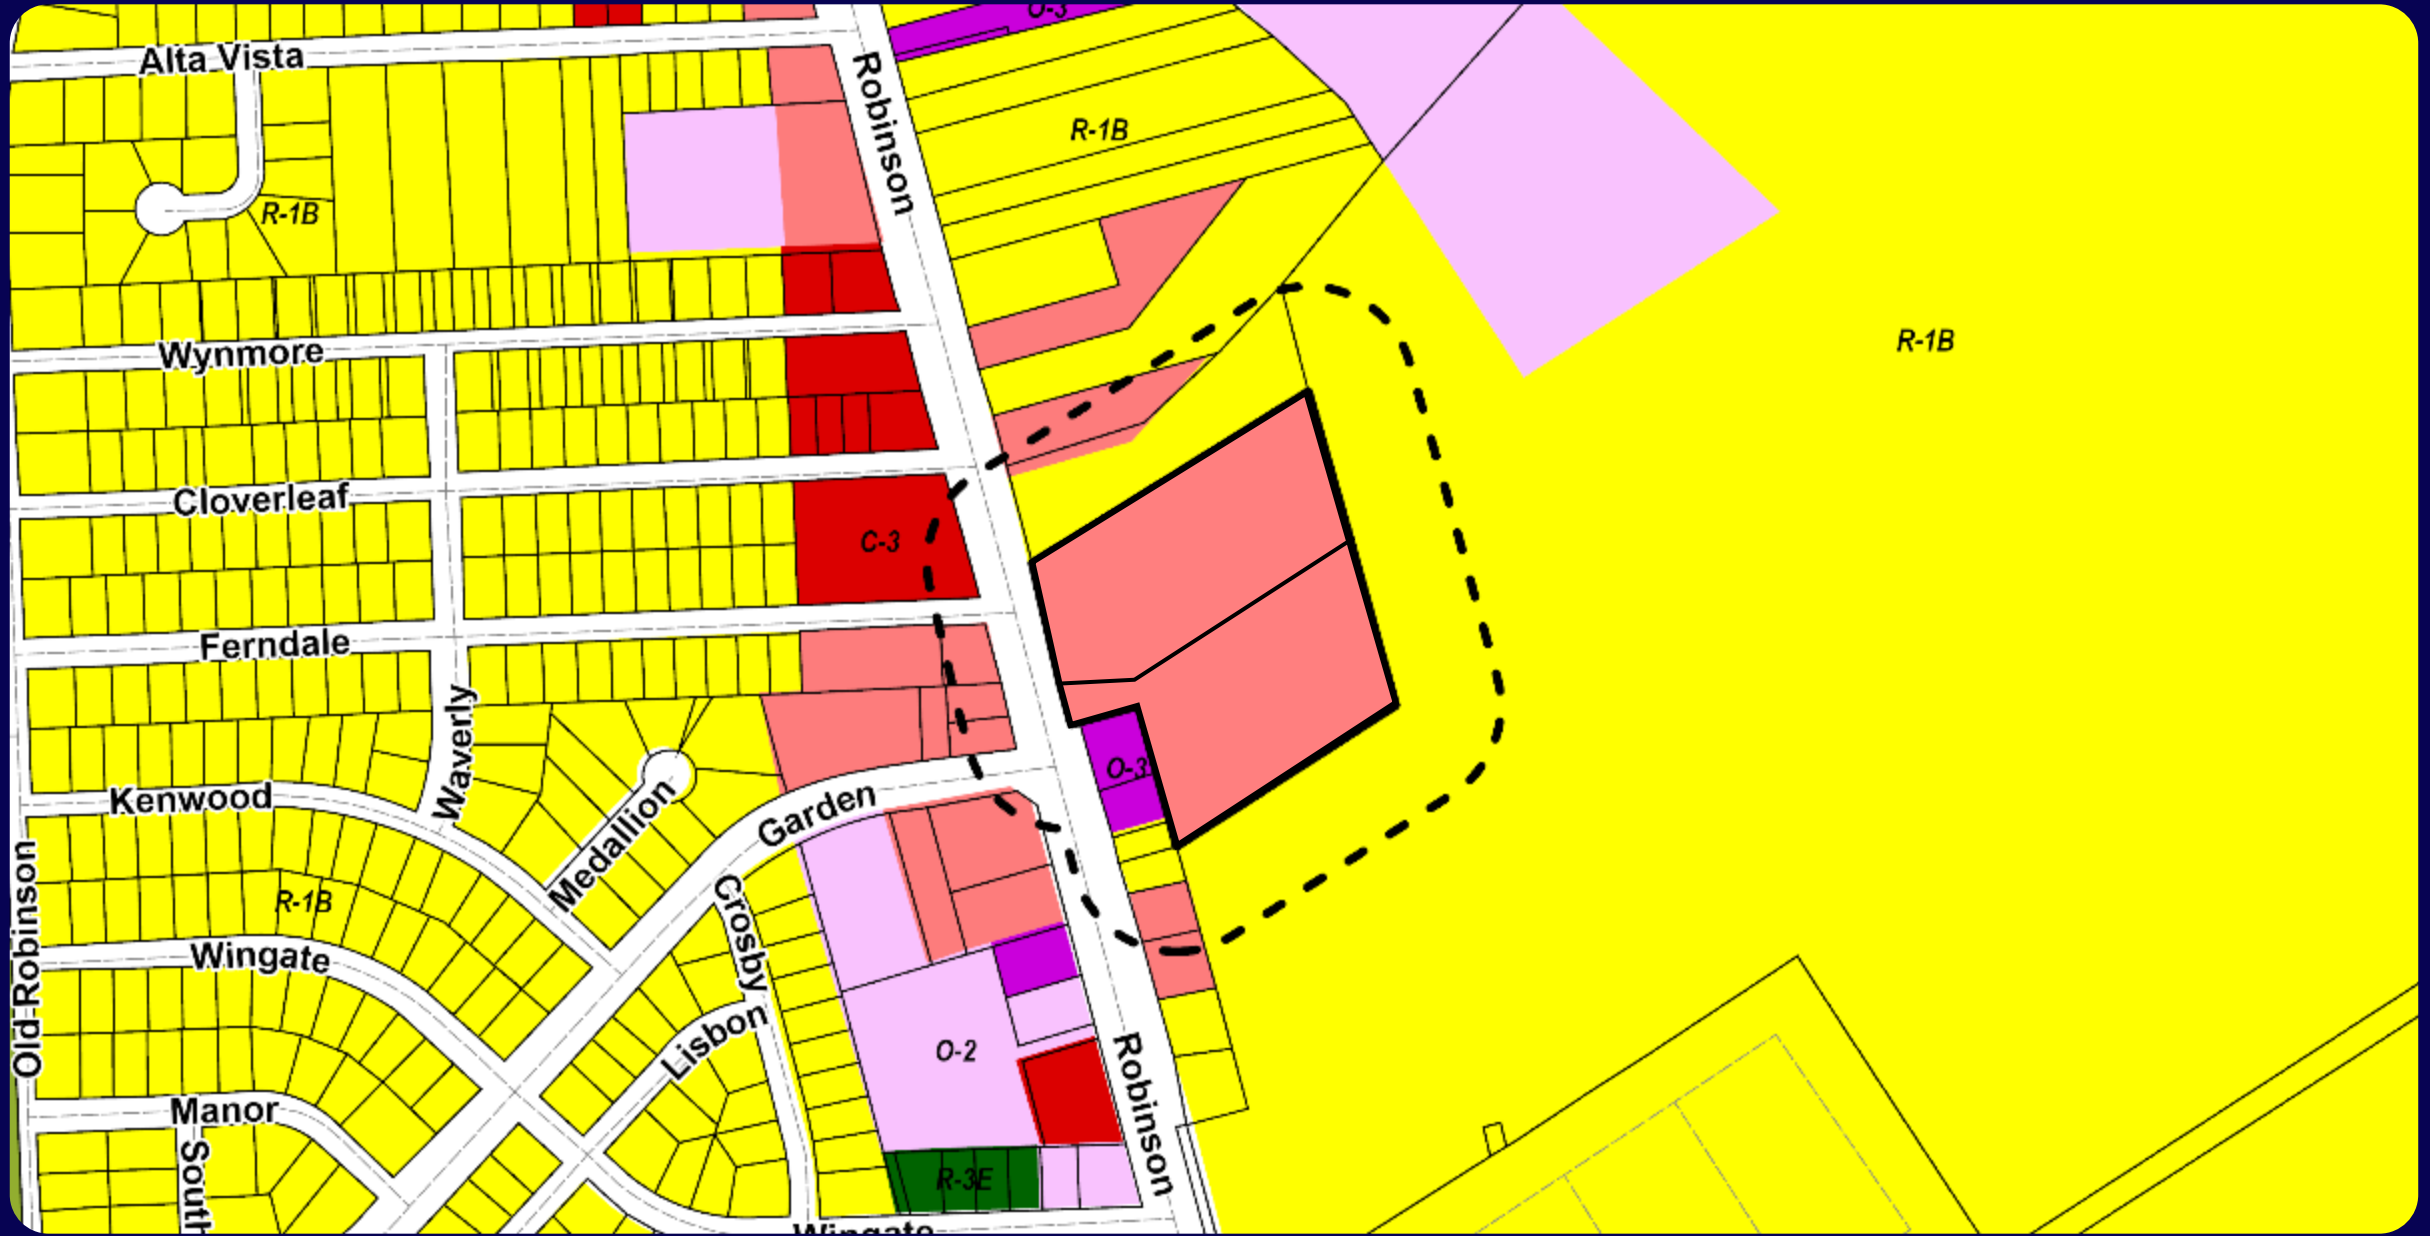 O-3
Alta Vista
Robinson
R-1B
R-1B
R-1B
Wynmore
Cloverleaf
C-3
Ferndale
Waverly
O-3
Kenwood
Medallion
Garden
Old Robinson
R-1B
Crosby
Wingate
Lisbon
O-2
Robinson
Manor
South
R-3E
Wingate